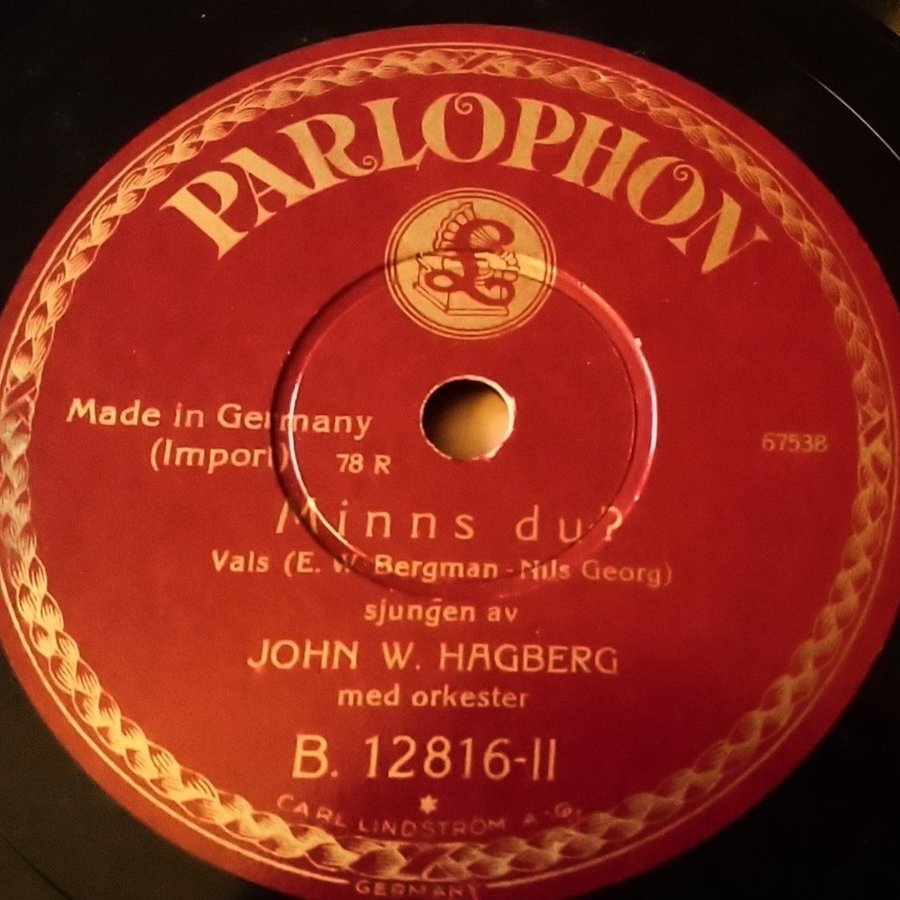 PARLOPHON
£
Made in Germany
(Import) 78 R
67538
Minns du?
Vals (E. W. Bergman - Nils Georg)
sjungen av
JOHN W. HAGBERG
med orkester
B. 12816-II
CARL LINDSTRÖM A.-G.
GERMANY